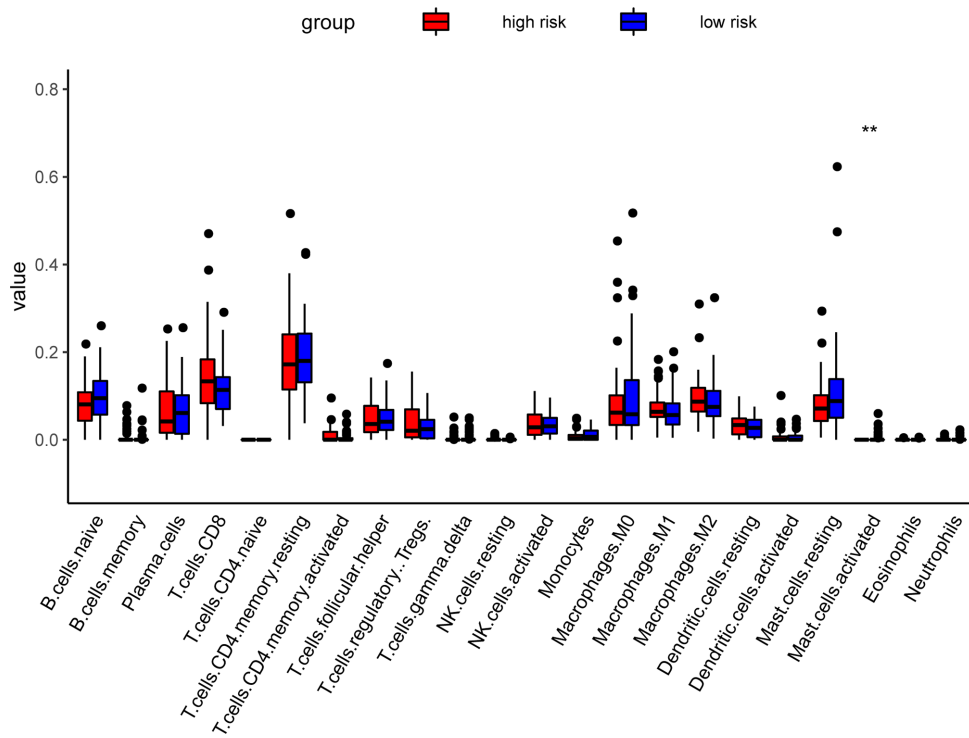 group high risk low risk
0.8
**
0.6
0.4
value
0.2
0.0
B.cells.naive
B.cells.memory
Plasma.cells
T.cells.CD8
T.cells.CD4.naive
T.cells.CD4.memory.resting
T.cells.CD4.memory.activated
T.cells.follicular.helper
T.cells.regulatory..Tregs.
T.cells.gamma.delta
NK.cells.resting
NK.cells.activated
Monocytes
Macrophages.M0
Macrophages.M1
Macrophages.M2
Dendritic.cells.resting
Dendritic.cells.activated
Mast.cells.resting
Mast.cells.activated
Eosinophils
Neutrophils